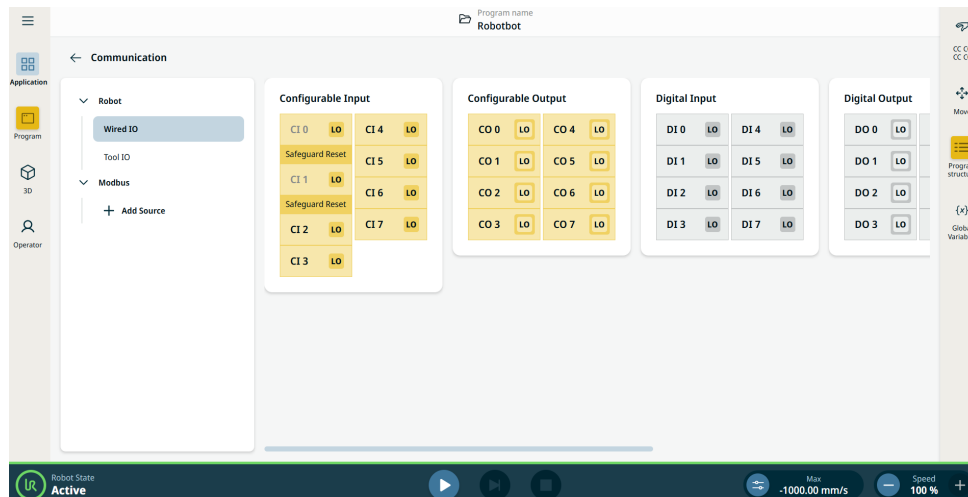 Program name
Robotbot
Application
Program
3D
Operator
Communication
Robot
Wired IO
Tool IO
Modbus
Add Source
Configurable Input
CI 0 LO CI 4 LO
Safeguard Reset
CI 5 LO
CI 1 LO
CI 6 LO
Safeguard Reset
CI 2 LO CI 7 LO
CI 3 LO
Configurable Output
CO 0 LO CO 4 LO
CO 1 LO CO 5 LO
CO 2 LO CO 6 LO
CO 3 LO CO 7 LO
Digital Input
DI 0 LO DI 4 LO
DI 1 LO DI 5 LO
DI 2 LO DI 6 LO
DI 3 LO DI 7 LO
Digital Output
DO 0 LO
DO 1 LO
DO 2 LO
DO 3 LO
CC
CC
Move
Program
{x}
Robot State
Active
Max
-1000.00 mm/s
Speed
100 %